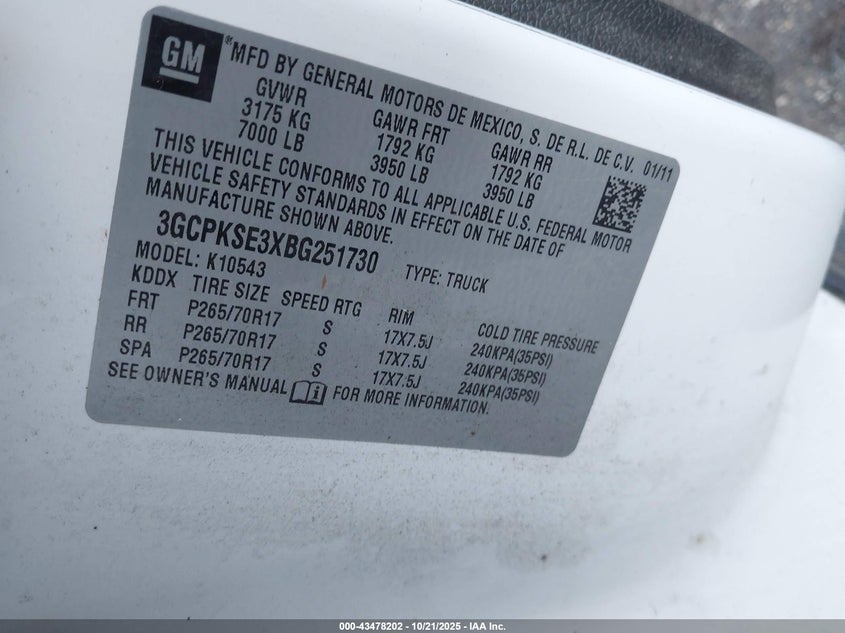 GM
®MFD BY GENERAL MOTORS DE MEXICO, S. DE R.L. DE C.V. 01/11
GVWR GAWR FRT GAWR RR
3175 KG 1792 KG 1792 KG
7000 LB 3950 LB 3950 LB
THIS VEHICLE CONFORMS TO ALL APPLICABLE U.S. FEDERAL MOTOR
VEHICLE SAFETY STANDARDS IN EFFECT ON THE DATE OF
MANUFACTURE SHOWN ABOVE.
3GCPKSE3XBG251730
MODEL: K10543 TYPE: TRUCK
KDDX TIRE SIZE SPEED RTG RIM COLD TIRE PRESSURE
FRT P265/70R17 S 17X7.5J 240KPA(35PSI)
RR P265/70R17 S 17X7.5J 240KPA(35PSI)
SPA P265/70R17 S 17X7.5J 240KPA(35PSI)
SEE OWNER'S MANUAL i FOR MORE INFORMATION.
000-43478202 - 10/21/2025 - IAA Inc.